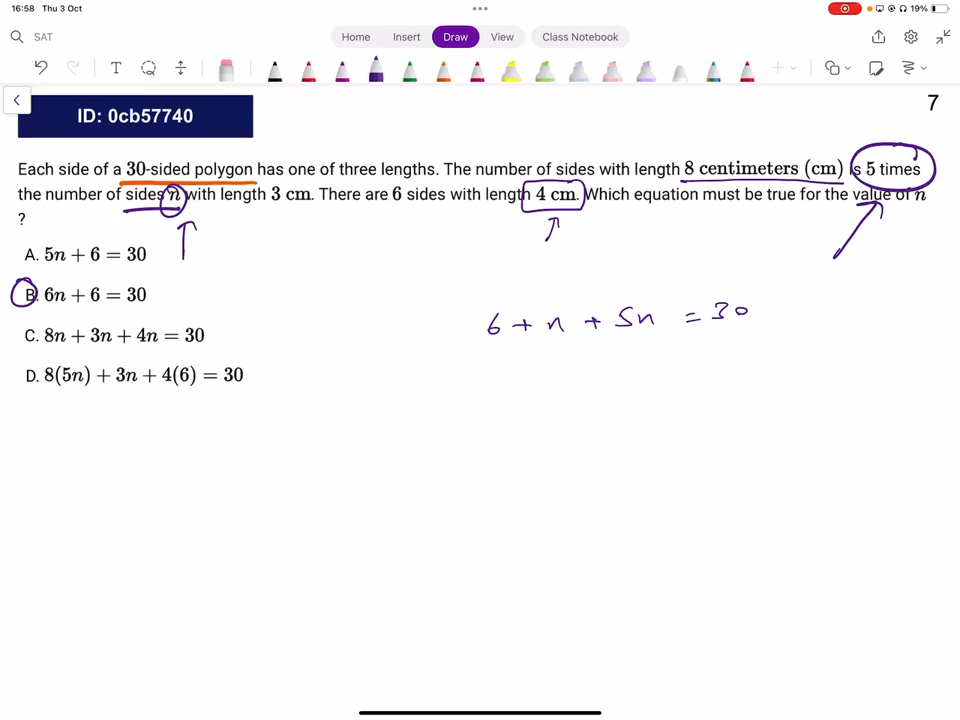 16:58 Thu 3 Oct
19%
SAT
Home Insert Draw View Class Notebook
T
ID: 0cb57740
7
Each side of a 30-sided polygon has one of three lengths. The number of sides with length 8 centimeters (cm) is 5 times
the number of sides n with length 3 cm. There are 6 sides with length 4 cm. Which equation must be true for the value of n
?
A. 5n + 6 = 30
B. 6n + 6 = 30
C. 8n + 3n + 4n = 30
D. 8(5n) + 3n + 4(6) = 30
6 + n + 5n = 30